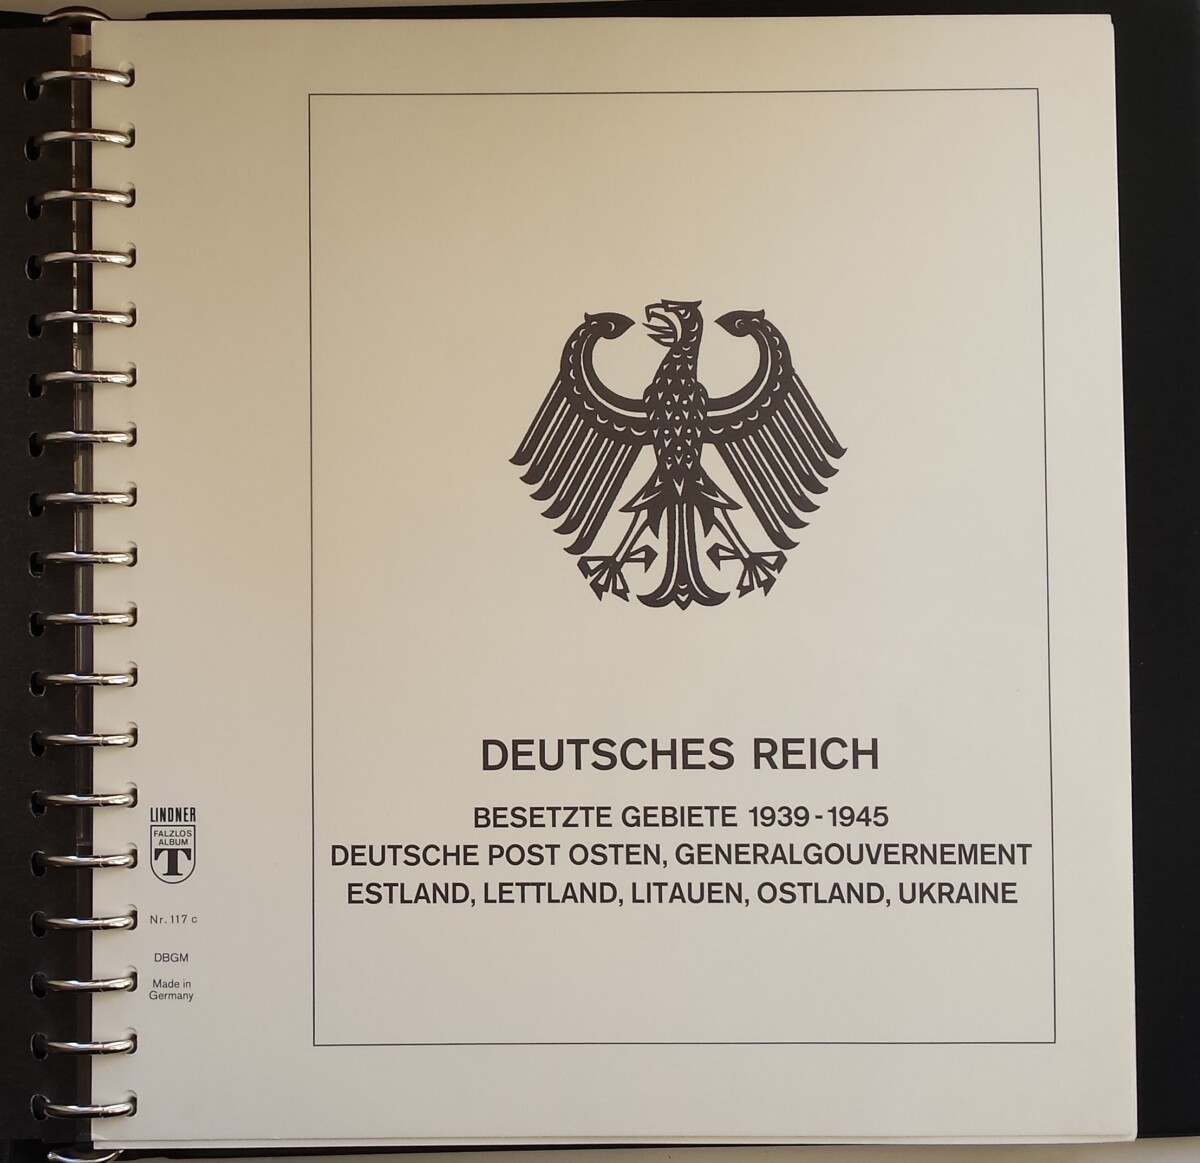 DEUTSCHES REICH
BESETZTE GEBIETE 1939-1945
DEUTSCHE POST OSTEN, GENERALGOUVERNEMENT
ESTLAND, LETTLAND, LITAUEN, OSTLAND, UKRAINE
LINDNER
FALZLOS
ALBUM
T
Nr. 117 c
DBGM
Made in
Germany